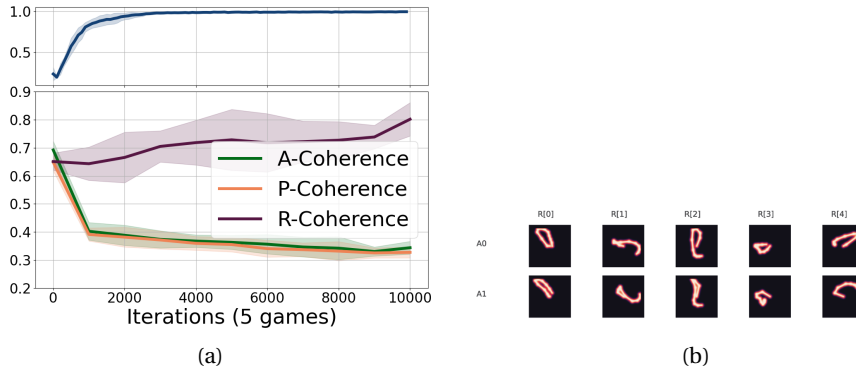 1.0
0.5
0.9
0.8
0.7
0.6
0.5
0.4
0.3
0.2
A-Coherence
P-Coherence
R-Coherence
0 2000 4000 6000 8000 10000
Iterations (5 games)
(a)
R[0] R[1] R[2] R[3] R[4]
A0
A1
(b)